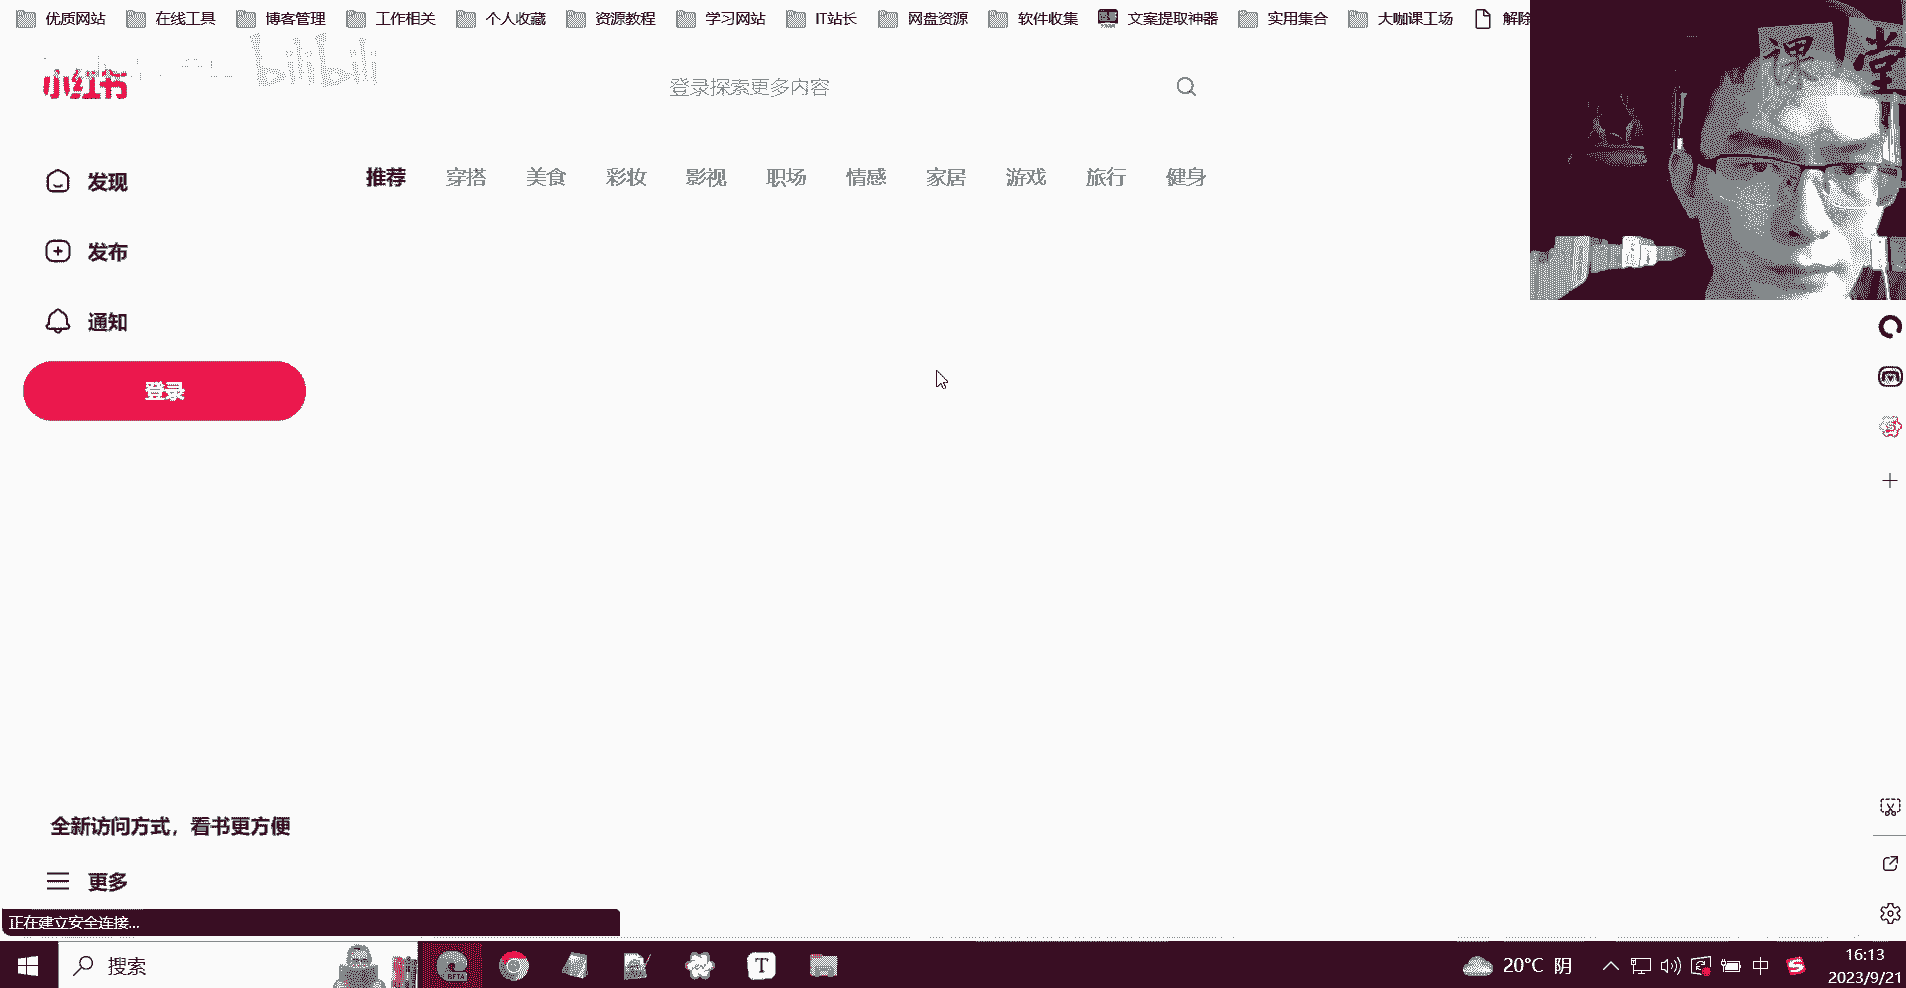 优质网站 在线工具 博客管理 工作相关 个人收藏 资源教程 学习网站 IT站长 网盘资源 软件收集 文案提取神器 实用集合 大咖课工场 解除
bilibili
小红书
登录探索更多内容
课堂
推荐 穿搭 美食 彩妆 影视 职场 情感 家居 游戏 旅行 健身
发现
发布
通知
登录
全新访问方式，看书更方便
更多
正在建立安全连接...
搜索
BETA
T
20°C 阴
中
S
16:13
2023/9/21